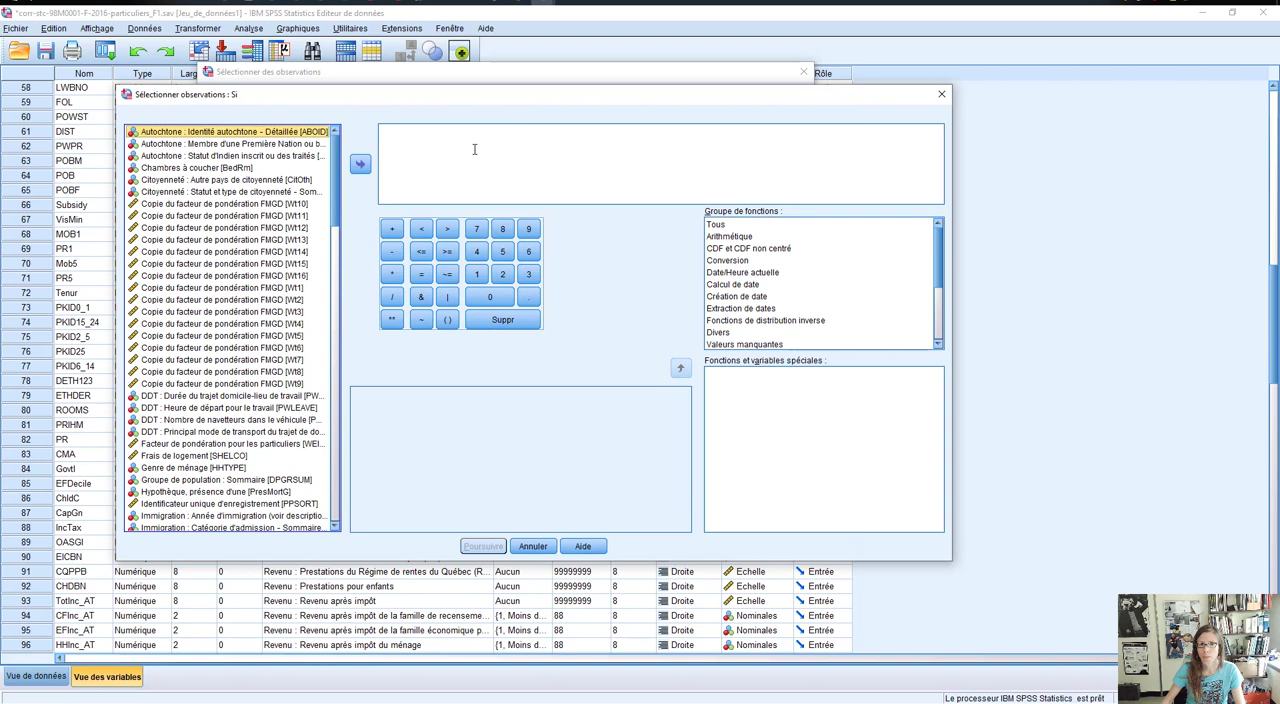 *corr-stc-98M0001-F-2016-particuliers_F1.sav [Jeu_de_données1] - IBM SPSS Statistics Editeur de données
Fichier Edition Affichage Données Transformer Analyse Graphiques Utilitaires Extensions Fenêtre Aide
Sélectionner des observations
Nom Type Larg Rôle
Sélectionner observations : Si
58 LWBNO
59 FOL
60 POWST
61 DIST
62 PWPR
63 POBM
64 POB
65 POBF
66 Subsidy
67 VisMin
68 MOB1
69 PR1
70 Mob5
71 PR5
72 Tenur
73 PKID0_1
74 PKID15_24
75 PKID2_5
76 PKID25
77 PKID6_14
78 DETH123
79 ETHDER
80 ROOMS
81 PRIHM
82 PR
83 CMA
84 GovtI
85 EFDecile
86 ChldC
87 CapGn
88 IncTax
89 OASGI
90 EICBN
Autochtone : Identité autochtone – Détaillée [ABOID]
Autochtone : Membre d'une Première Nation ou b...
Autochtone : Statut d'Indien inscrit ou des traités [...
Chambres à coucher [BedRm]
Citoyenneté : Autre pays de citoyenneté [CitOth]
Citoyenneté : Statut et type de citoyenneté – Som...
Copie du facteur de pondération FMGD [Wt10]
Copie du facteur de pondération FMGD [Wt11]
Copie du facteur de pondération FMGD [Wt12]
Copie du facteur de pondération FMGD [Wt13]
Copie du facteur de pondération FMGD [Wt14]
Copie du facteur de pondération FMGD [Wt15]
Copie du facteur de pondération FMGD [Wt16]
Copie du facteur de pondération FMGD [Wt1]
Copie du facteur de pondération FMGD [Wt2]
Copie du facteur de pondération FMGD [Wt3]
Copie du facteur de pondération FMGD [Wt4]
Copie du facteur de pondération FMGD [Wt5]
Copie du facteur de pondération FMGD [Wt6]
Copie du facteur de pondération FMGD [Wt7]
Copie du facteur de pondération FMGD [Wt8]
Copie du facteur de pondération FMGD [Wt9]
DDT : Durée du trajet domicile-lieu de travail [PW...
DDT : Heure de départ pour le travail [PWLEAVE]
DDT : Nombre de navetteurs dans le véhicule [P...
DDT : Principal mode de transport du trajet de do...
Facteur de pondération pour les particuliers [WEI...
Frais de logement [SHELCO]
Genre de ménage [HHTYPE]
Groupe de population : Sommaire [DPGRSUM]
Hypothèque, présence d'une [PresMortG]
Identificateur unique d'enregistrement [PPSORT]
Immigration : Année d'immigration (voir descriptio...
Immigration : Catégorie d'admission – Sommaire...
+ < > 7 8 9
- <= >= 4 5 6
* = ~= 1 2 3
/ & | 0 .
** ~ ( ) Suppr
Groupe de fonctions :
Tous
Arithmétique
CDF et CDF non centré
Conversion
Date/Heure actuelle
Calcul de date
Création de date
Extraction de dates
Fonctions de distribution inverse
Divers
Valeurs manquantes
Fonctions et variables spéciales :
Poursuivre Annuler Aide
91 CQPPB Numérique 8 0 Revenu : Prestations du Régime de rentes du Québec (R... Aucun 99999999 8 Droite Echelle Entrée
92 CHDBN Numérique 8 0 Revenu : Prestations pour enfants Aucun 99999999 8 Droite Echelle Entrée
93 TotInc_AT Numérique 8 0 Revenu : Revenu après impôt Aucun 99999999 8 Droite Echelle Entrée
94 CFInc_AT Numérique 2 0 Revenu : Revenu après impôt de la famille de recenseme... {1, Moins d... 88 8 Droite Nominales Entrée
95 EFInc_AT Numérique 2 0 Revenu : Revenu après impôt de la famille économique p... {1, Moins d... 88 8 Droite Nominales Entrée
96 HHInc_AT Numérique 2 0 Revenu : Revenu après impôt du ménage {1, Moins d... 88 8 Droite Nominales Entrée
Vue de données Vue des variables
Le processeur IBM SPSS Statistics est prêt